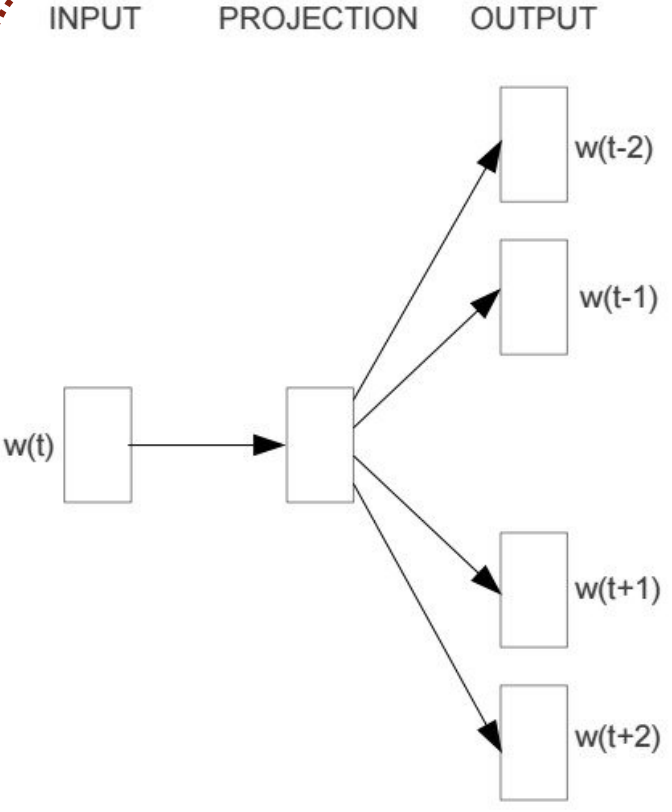 INPUT PROJECTION OUTPUT
w(t-2)
w(t-1)
w(t)
w(t+1)
w(t+2)